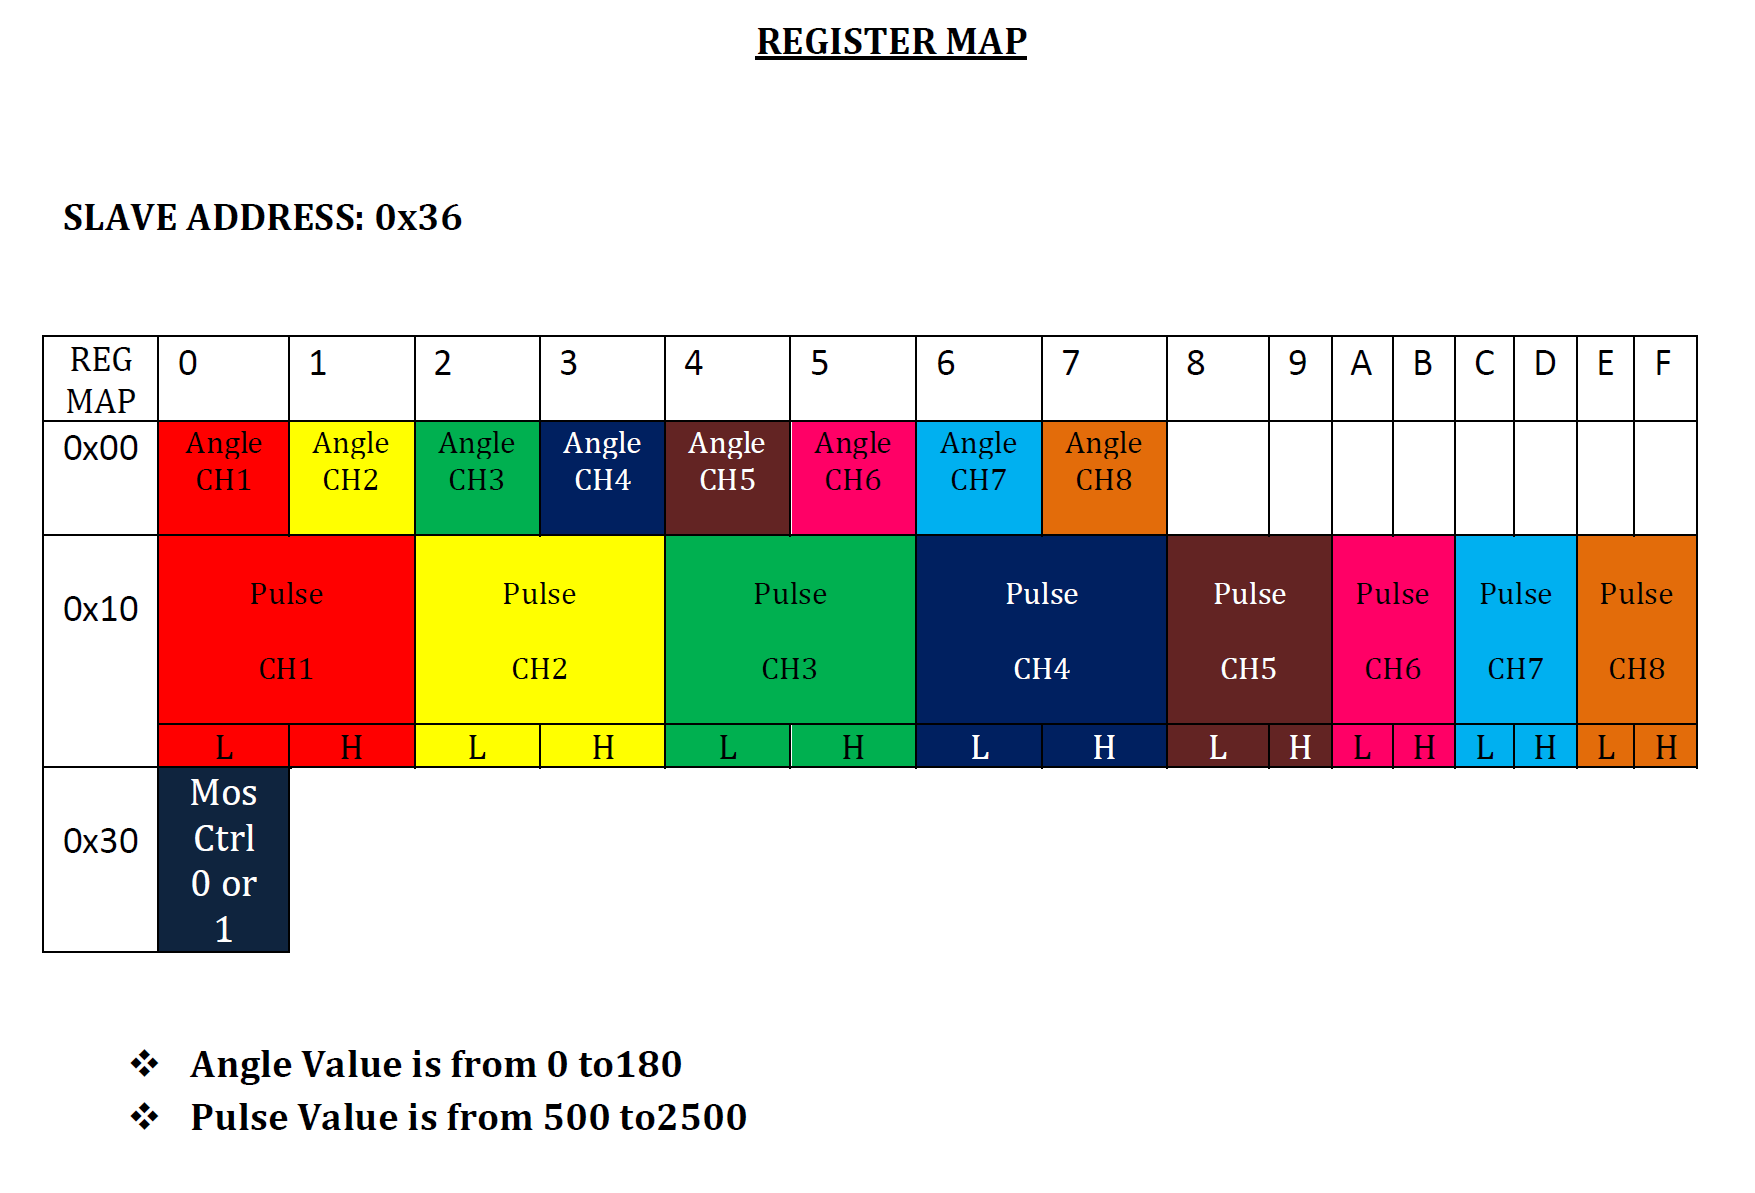 REGISTER MAP
SLAVE ADDRESS: 0x36
REG MAP 0 1 2 3 4 5 6 7 8 9 A B C D E F
0x00 Angle CH1 Angle CH2 Angle CH3 Angle CH4 Angle CH5 Angle CH6 Angle CH7 Angle CH8
0x10 Pulse CH1 Pulse CH2 Pulse CH3 Pulse CH4 Pulse CH5 Pulse CH6 Pulse CH7 Pulse CH8
L H L H L H L H L H L H L H L H
0x30 Mos Ctrl 0 or 1
❖ Angle Value is from 0 to180
❖ Pulse Value is from 500 to2500